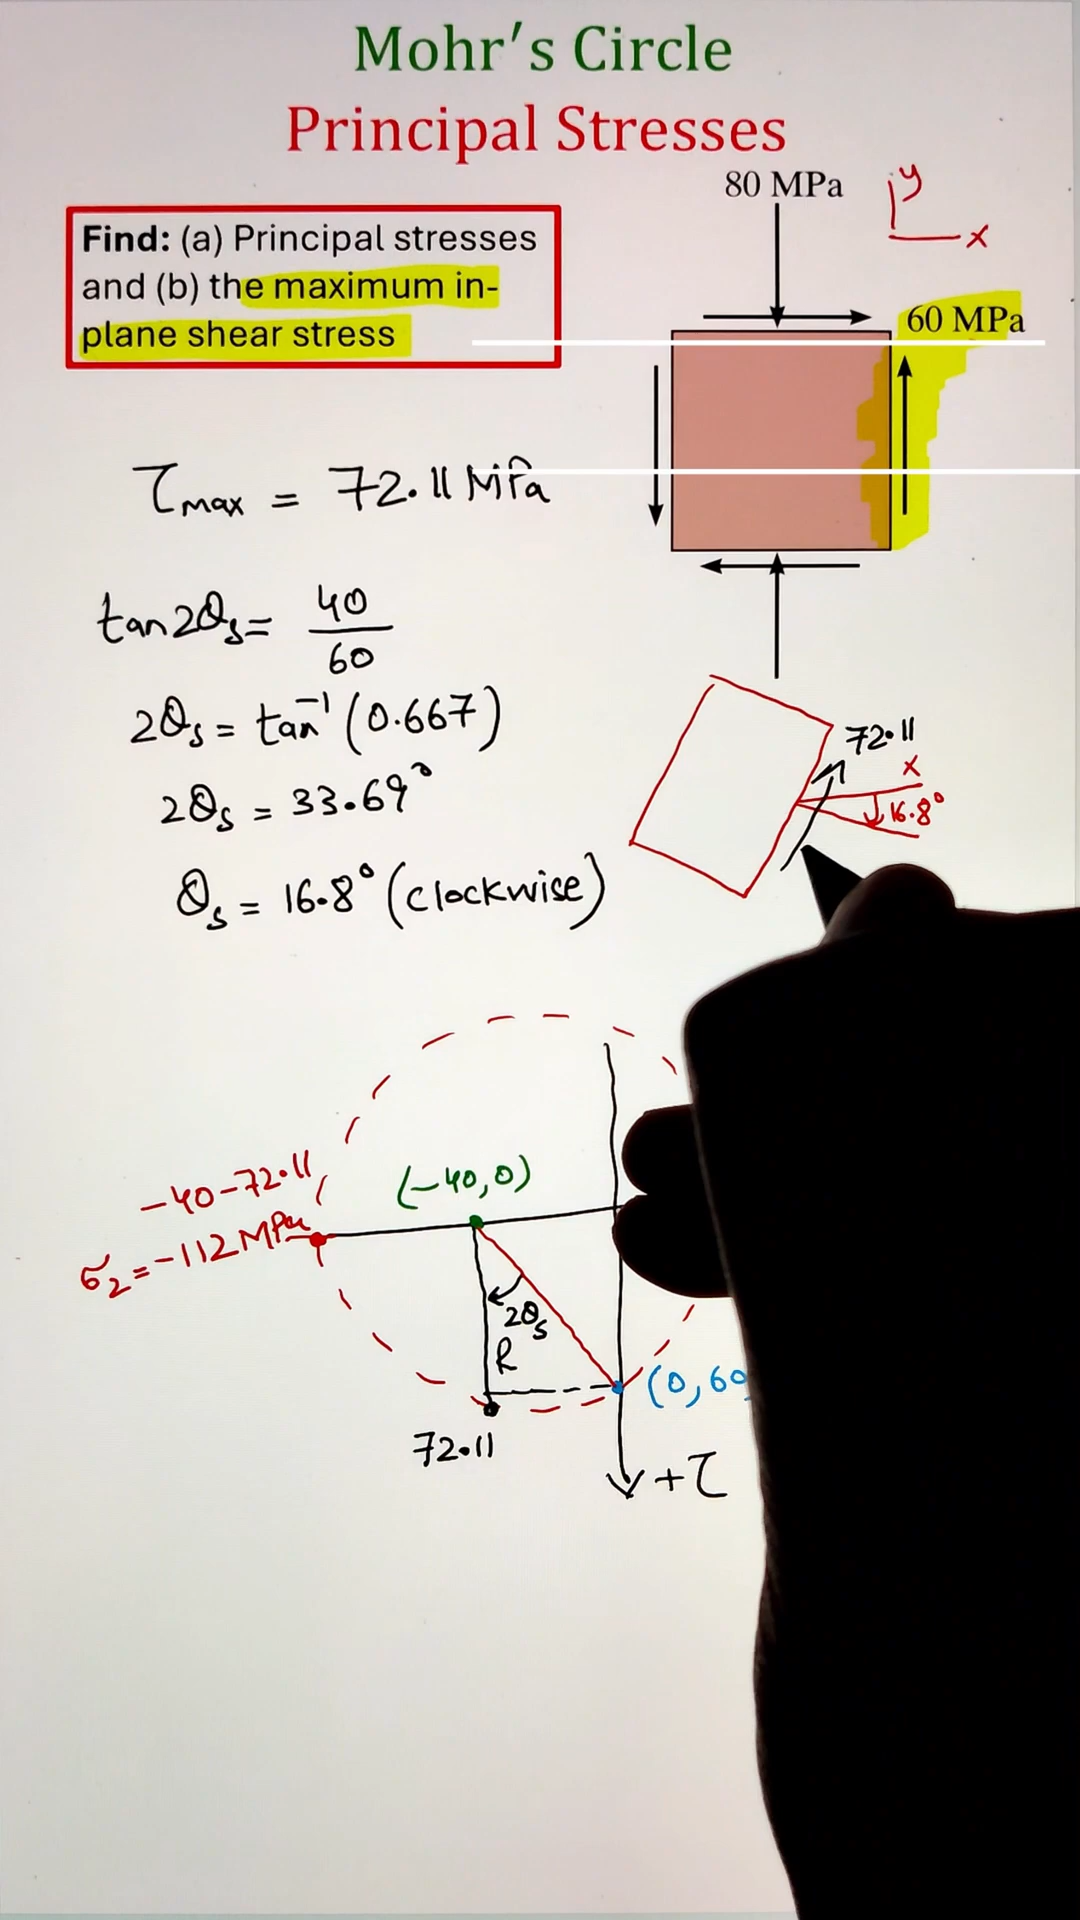 Mohr's Circle
Principal Stresses
80 MPa
y
x
Find: (a) Principal stresses
and (b) the maximum in-
plane shear stress
60 MPa
τmax = 72.11 MPa
tan2θs = 40/60
2θs = tan⁻¹(0.667)
2θs = 33.69°
θs = 16.8° (clockwise)
72.11
x
16.8°
-40-72.11
σ2 = -112 MPa
(-40,0)
2θs
R
(0,60
72.11
+τ